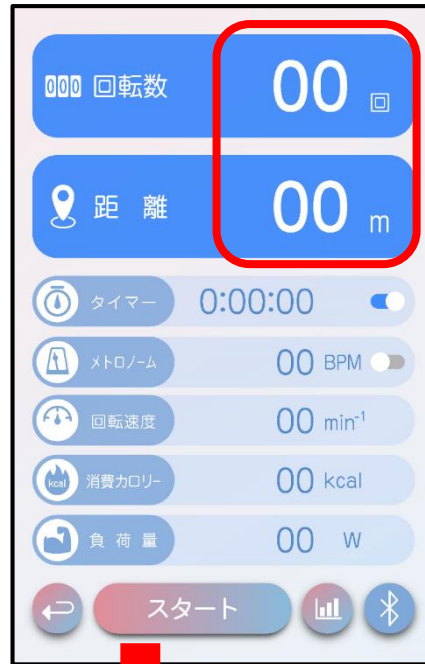 000 回転数 00 回
距 離 00 m
タイマー 0:00:00
メトロノーム 00 BPM
回転速度 00 min-1
kcal 消費カロリー 00 kcal
負 荷 量 00 W
スタート